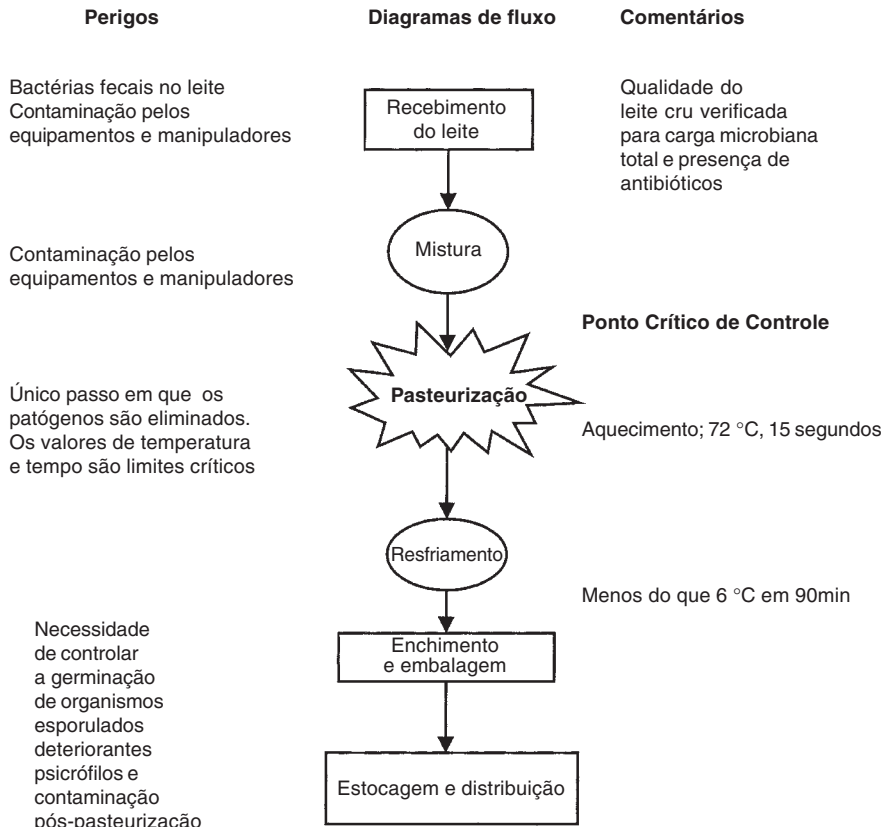 Perigos
Diagramas de fluxo
Comentários
Bactérias fecais no leite
Contaminação pelos
equipamentos e manipuladores
Recebimento
do leite
Qualidade do
leite cru verificada
para carga microbiana
total e presença de
antibióticos
Contaminação pelos
equipamentos e manipuladores
Mistura
Ponto Crítico de Controle
Único passo em que os
patógenos são eliminados.
Os valores de temperatura
e tempo são limites críticos
Pasteurização
Aquecimento; 72 °C, 15 segundos
Resfriamento
Menos do que 6 °C em 90min
Necessidade
de controlar
a germinação
de organismos
esporulados
deteriorantes
psicrófilos e
contaminação
pós-pasteurização
Enchimento
e embalagem
Estocagem e distribuição